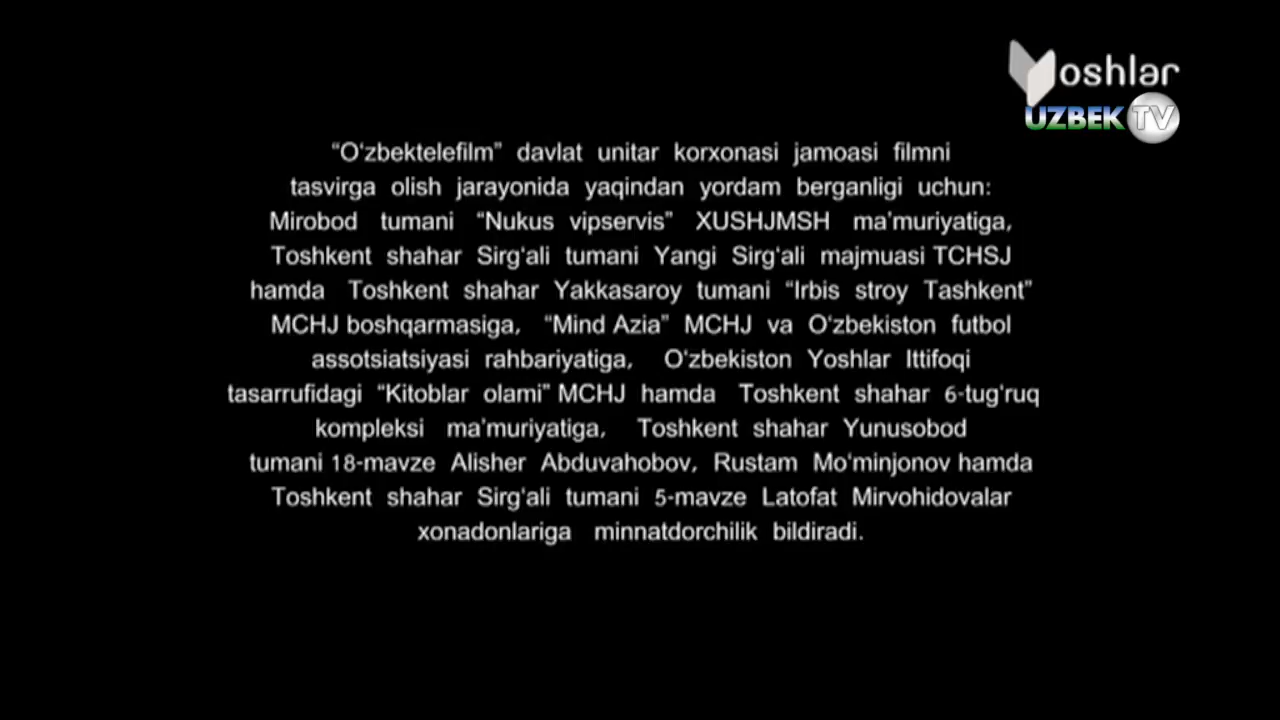 Yoshlar
UZBEK TV
“O‘zbektelefilm” davlat unitar korxonasi jamoasi filmni
tasvirga olish jarayonida yaqindan yordam berganligi uchun:
Mirobod tumani “Nukus vipservis” XUSHJMSH ma’muriyatiga,
Toshkent shahar Sirg‘ali tumani Yangi Sirg‘ali majmuasi TCHSJ
hamda Toshkent shahar Yakkasaroy tumani “Irbis stroy Tashkent”
MCHJ boshqarmasiga, “Mind Azia” MCHJ va O‘zbekiston futbol
assotsiatsiyasi rahbariyatiga, O‘zbekiston Yoshlar Ittifoqi
tasarrufidagi “Kitoblar olami” MCHJ hamda Toshkent shahar 6-tug‘ruq
kompleksi ma’muriyatiga, Toshkent shahar Yunusobod
tumani 18-mavze Alisher Abduvahobov, Rustam Mo‘minjonov hamda
Toshkent shahar Sirg‘ali tumani 5-mavze Latofat Mirvohidovalar
xonadonlariga minnatdorchilik bildiradi.